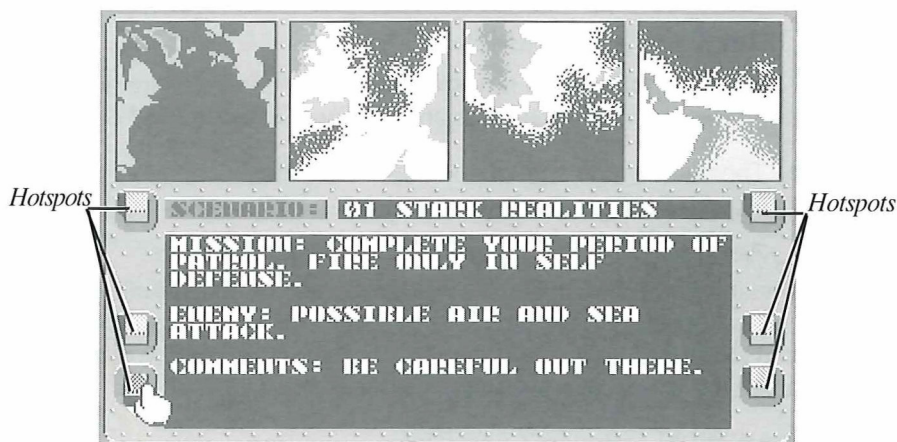 Hotspots
Hotspots
SCENARIO: 01 STARK REALITIES
MISSION: COMPLETE YOUR PERIOD OF
PATROL. FIRE ONLY IN SELF
DEFENSE.
ENEMY: POSSIBLE AIR AND SEA
ATTACK.
COMMENTS: BE CAREFUL OUT THERE.